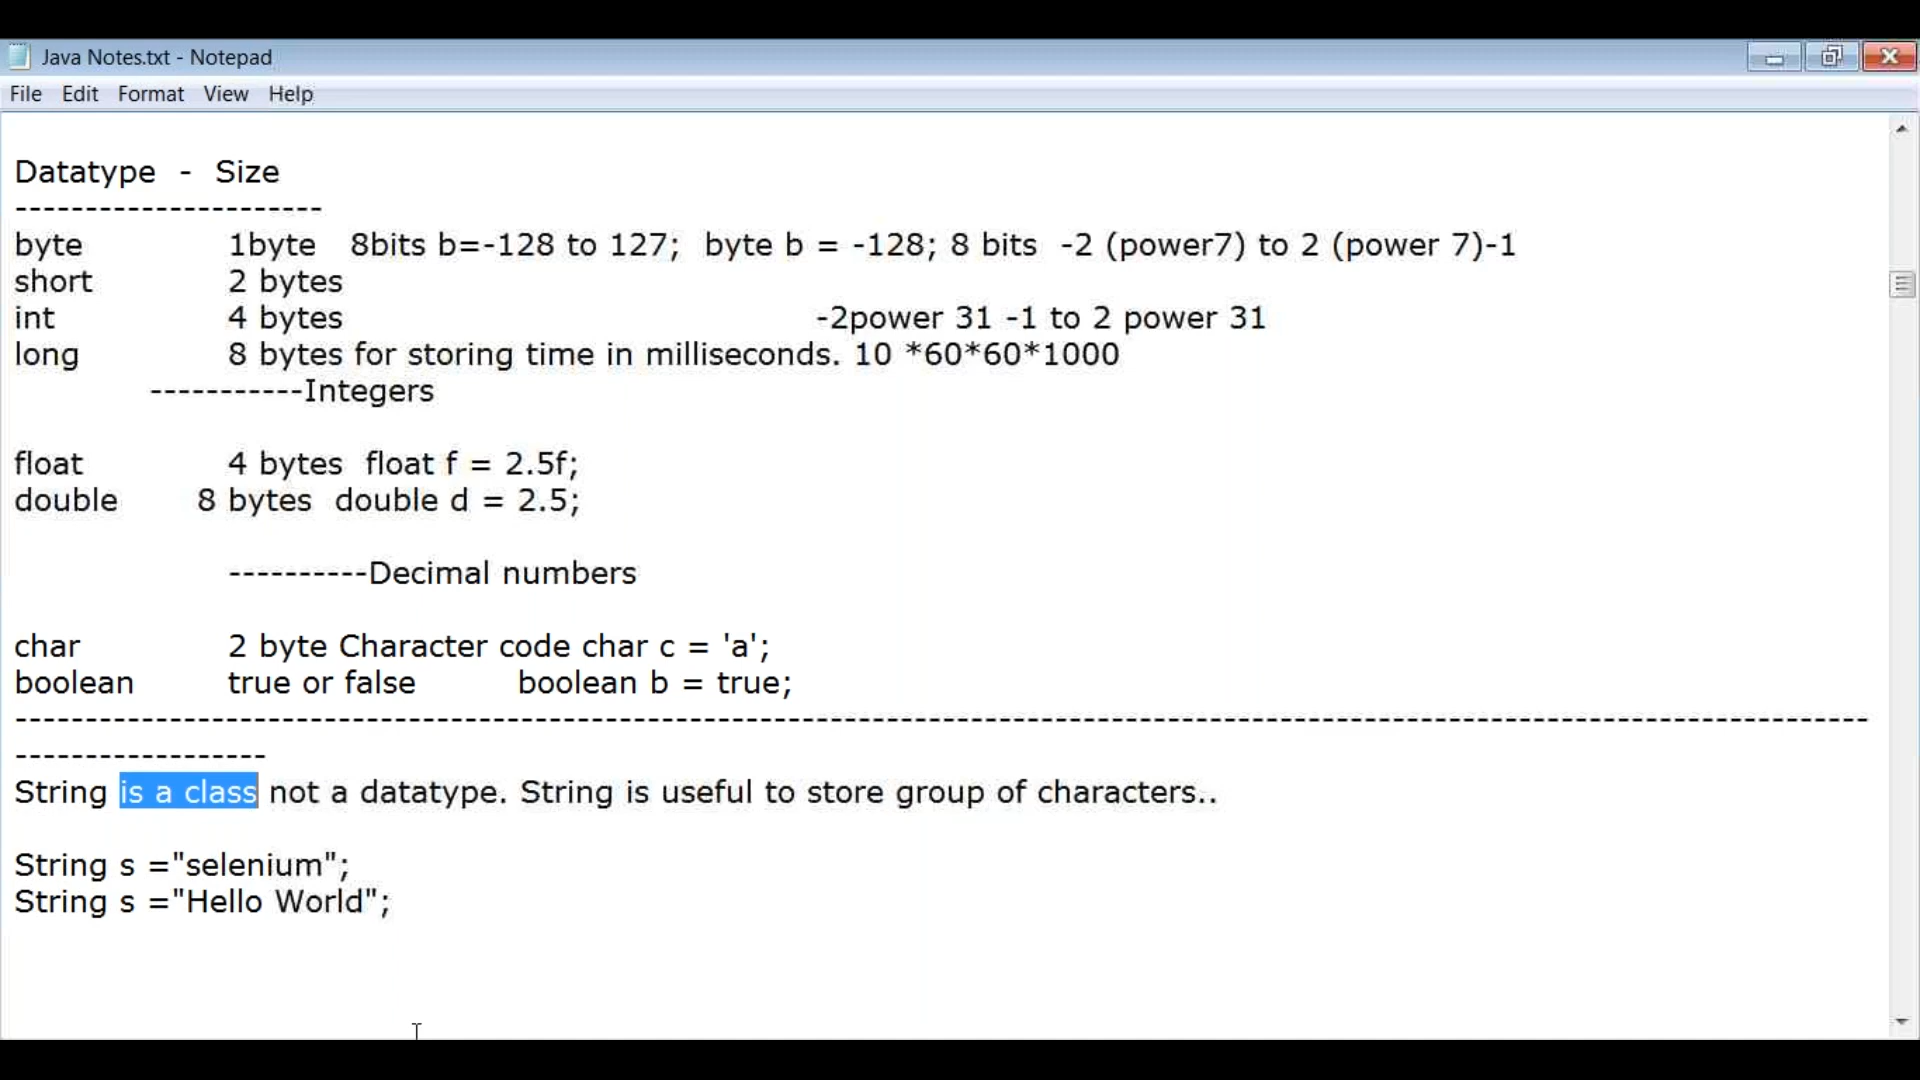 Java Notes.txt - Notepad
File Edit Format View Help
Datatype - Size
----------------------
byte 1byte 8bits b=-128 to 127; byte b = -128; 8 bits -2 (power7) to 2 (power 7)-1
short 2 bytes
int 4 bytes -2power 31 -1 to 2 power 31
long 8 bytes for storing time in milliseconds. 10 *60*60*1000
-----------Integers
float 4 bytes float f = 2.5f;
double 8 bytes double d = 2.5;
----------Decimal numbers
char 2 byte Character code char c = 'a';
boolean true or false boolean b = true;
------------------------------------------------------------------------------------------------------------------------------------
------------------
String is a class not a datatype. String is useful to store group of characters..
String s ="selenium";
String s ="Hello World";